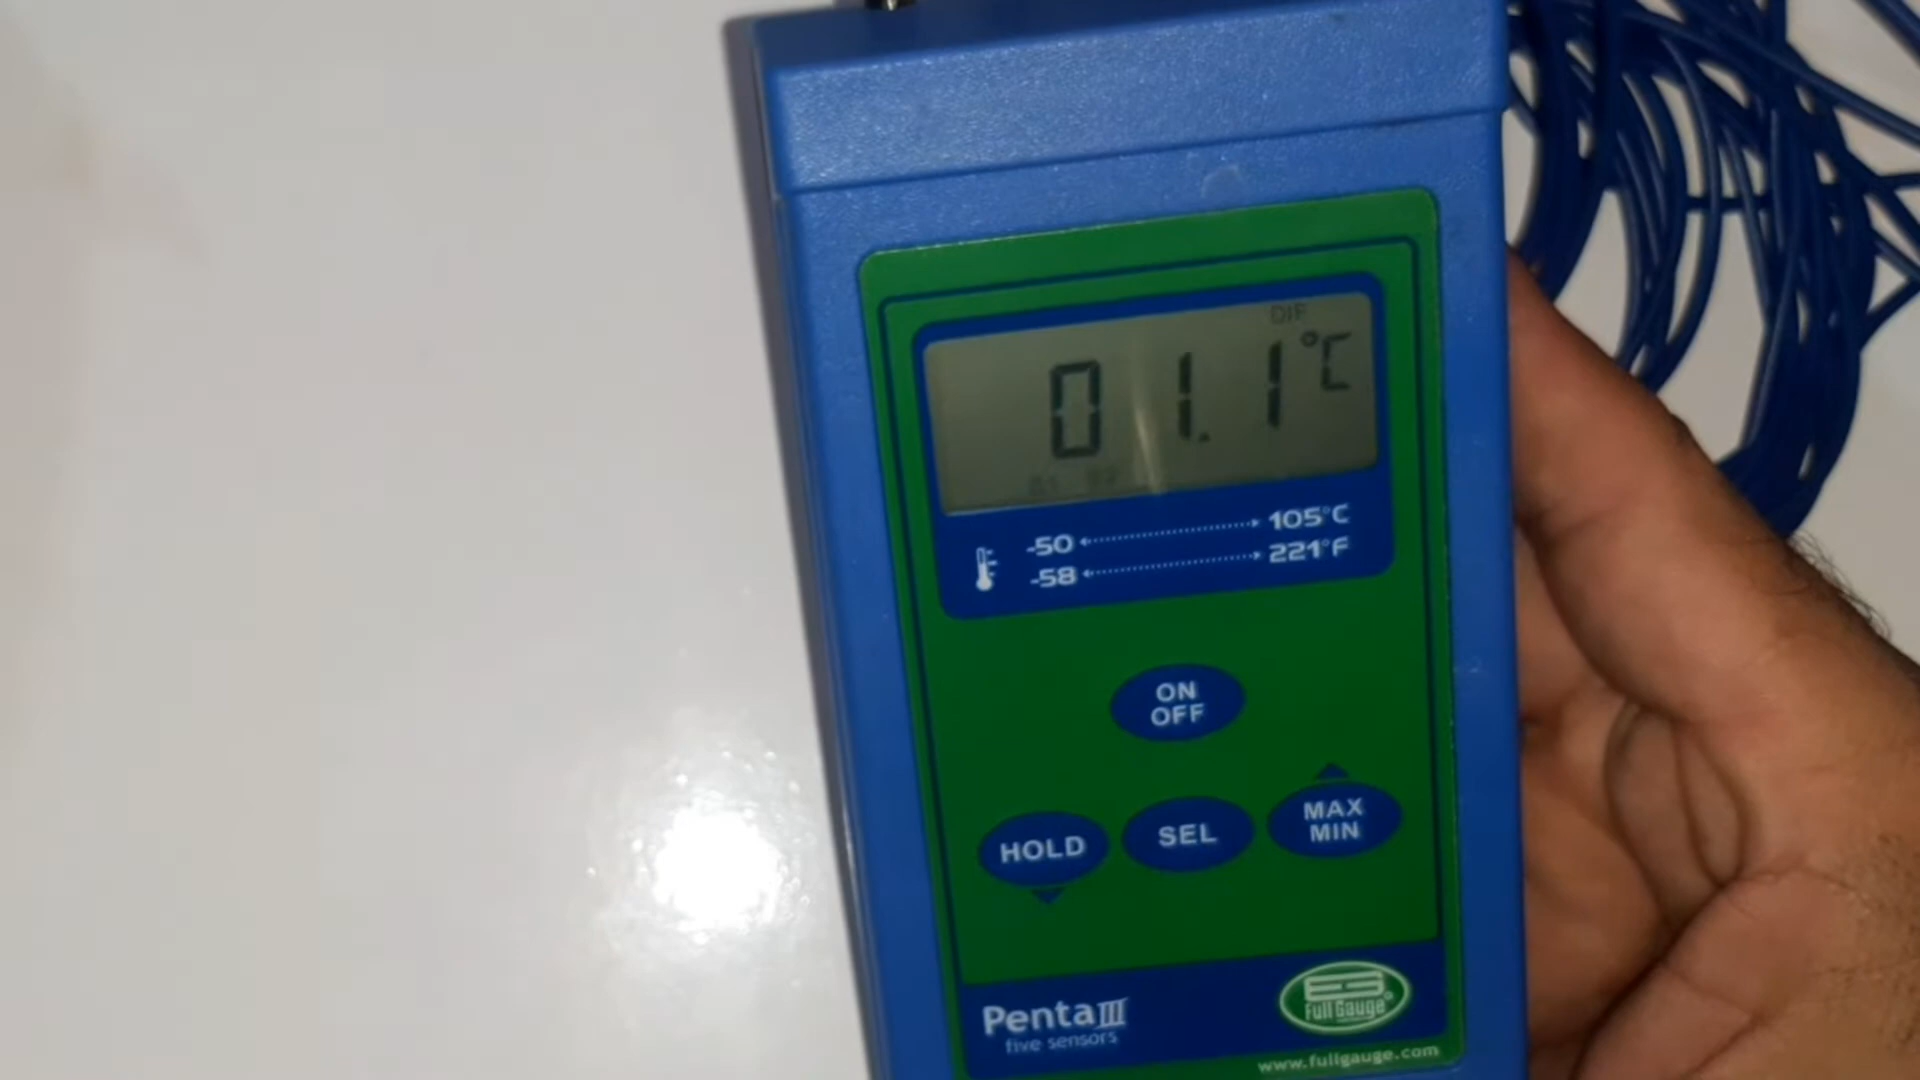 DIF
01.1°C
-50 105°C
-58 221°F
ON
OFF
HOLD
SEL
MAX
MIN
Penta III
five sensors
Full Gauge
www.fullgauge.com